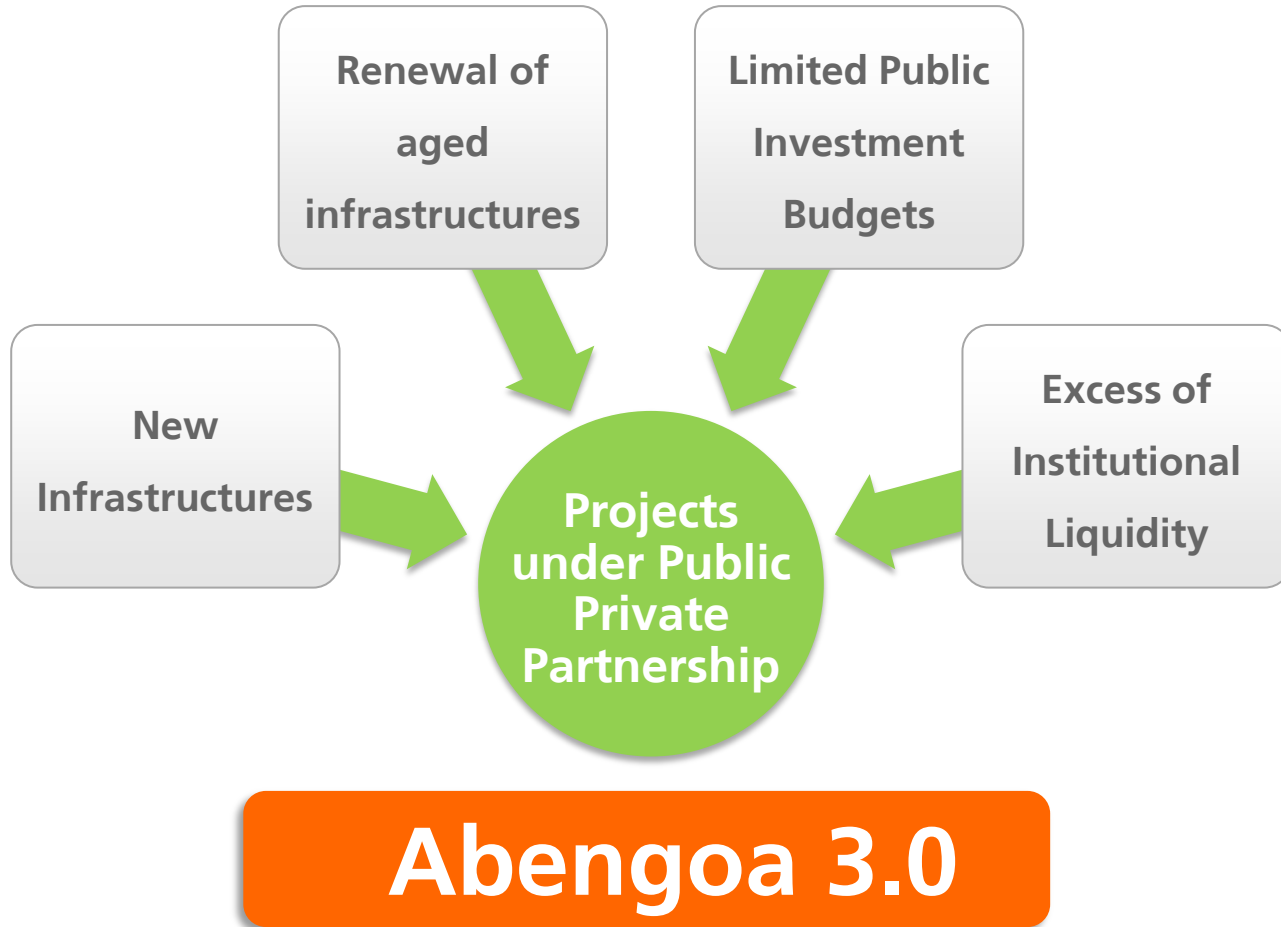 Renewal of
aged
infrastructures
Limited Public
Investment
Budgets
New
Infrastructures
Excess of
Institutional
Liquidity
Projects
under Public
Private
Partnership
Abengoa 3.0